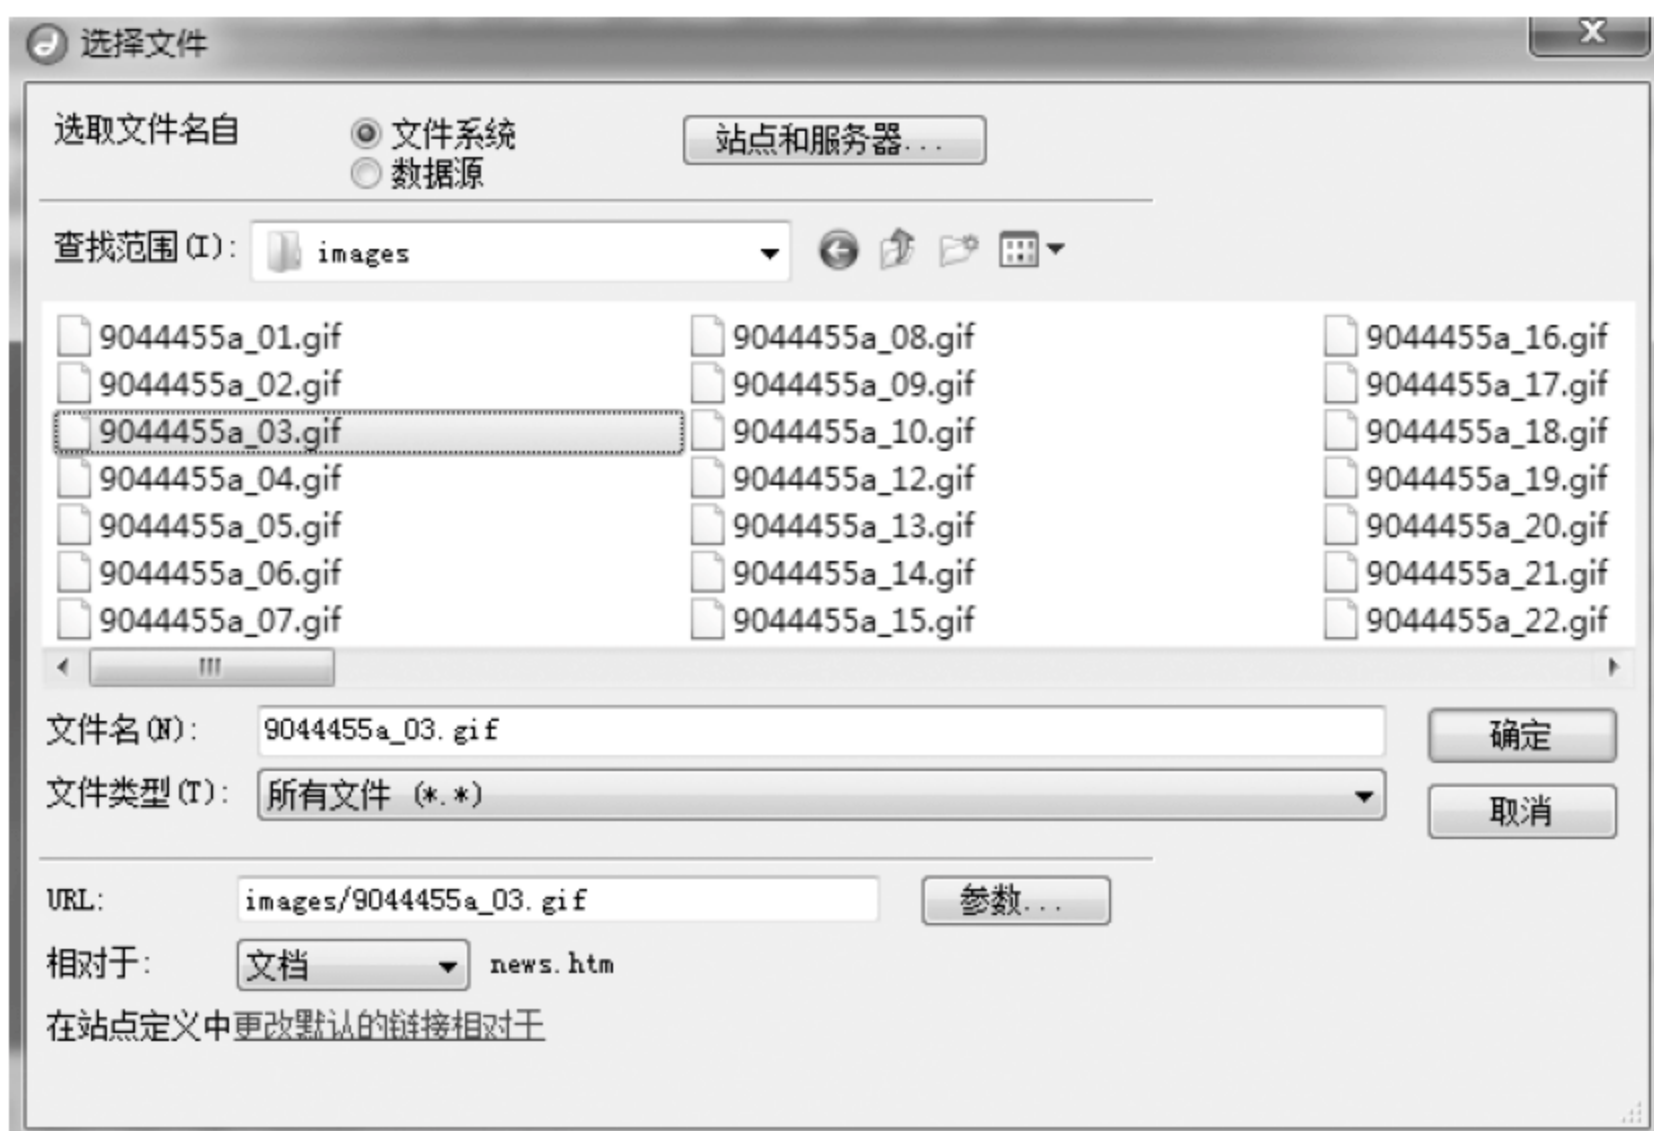 选择文件
选取文件名自
文件系统
站点和服务器...
数据源
查找范围(I):
images
9044455a_01.gif
9044455a_02.gif
9044455a_03.gif
9044455a_04.gif
9044455a_05.gif
9044455a_06.gif
9044455a_07.gif
9044455a_08.gif
9044455a_09.gif
9044455a_10.gif
9044455a_12.gif
9044455a_13.gif
9044455a_14.gif
9044455a_15.gif
9044455a_16.gif
9044455a_17.gif
9044455a_18.gif
9044455a_19.gif
9044455a_20.gif
9044455a_21.gif
9044455a_22.gif
文件名(N):
9044455a_03.gif
确定
文件类型(T):
所有文件 (*.*)
取消
URL:
images/9044455a_03.gif
参数...
相对于:
文档
news.htm
在站点定义中更改默认的链接相对于